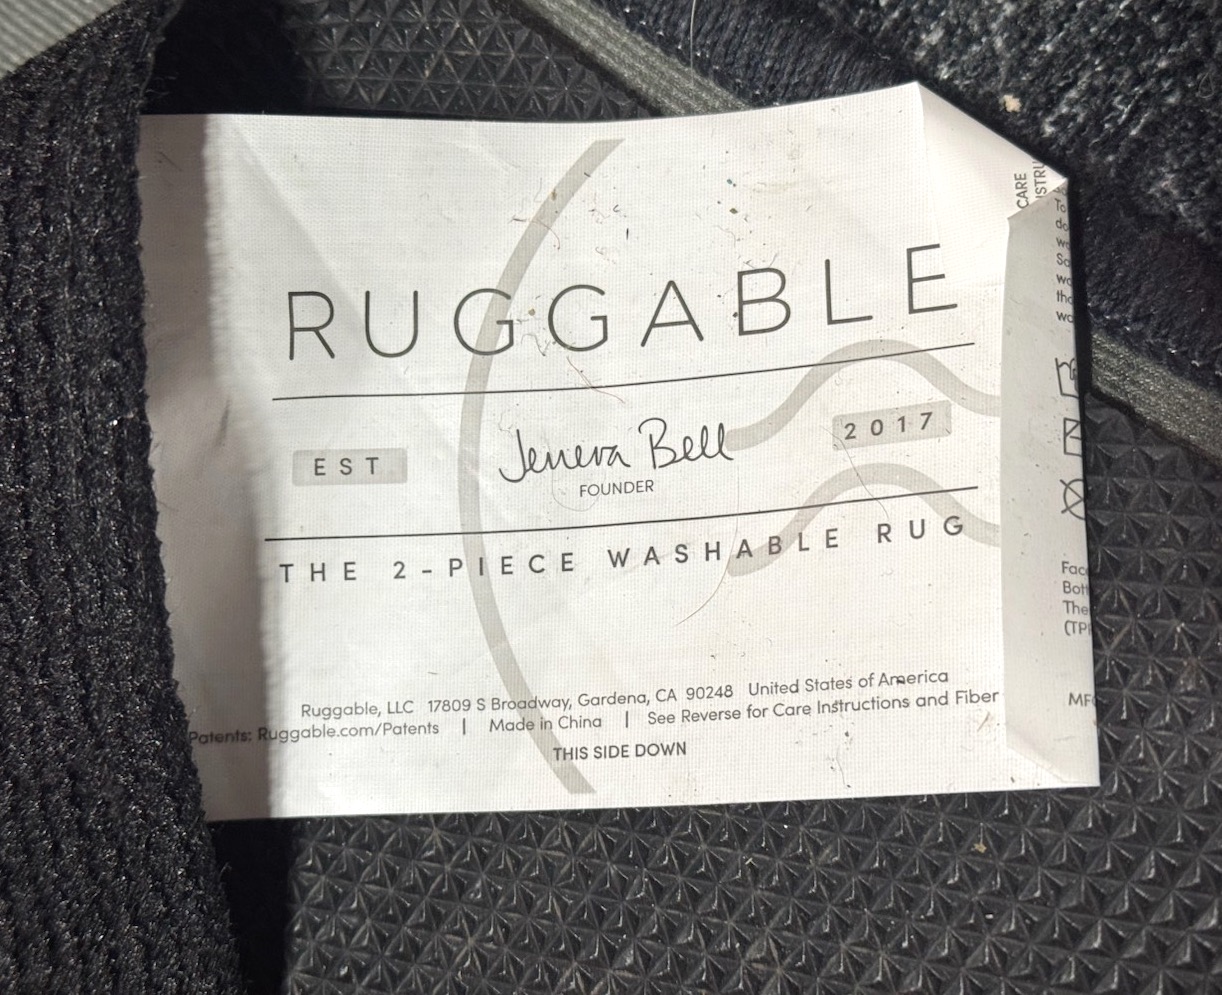 RUGGABLE
EST
Jeneva Bell
2017
FOUNDER
THE 2-PIECE WASHABLE RUG
Ruggable, LLC 17809 S Broadway, Gardena, CA 90248 United States of America
Patents: Ruggable.com/Patents | Made in China | See Reverse for Care Instructions and Fiber
THIS SIDE DOWN
CARE
To
The